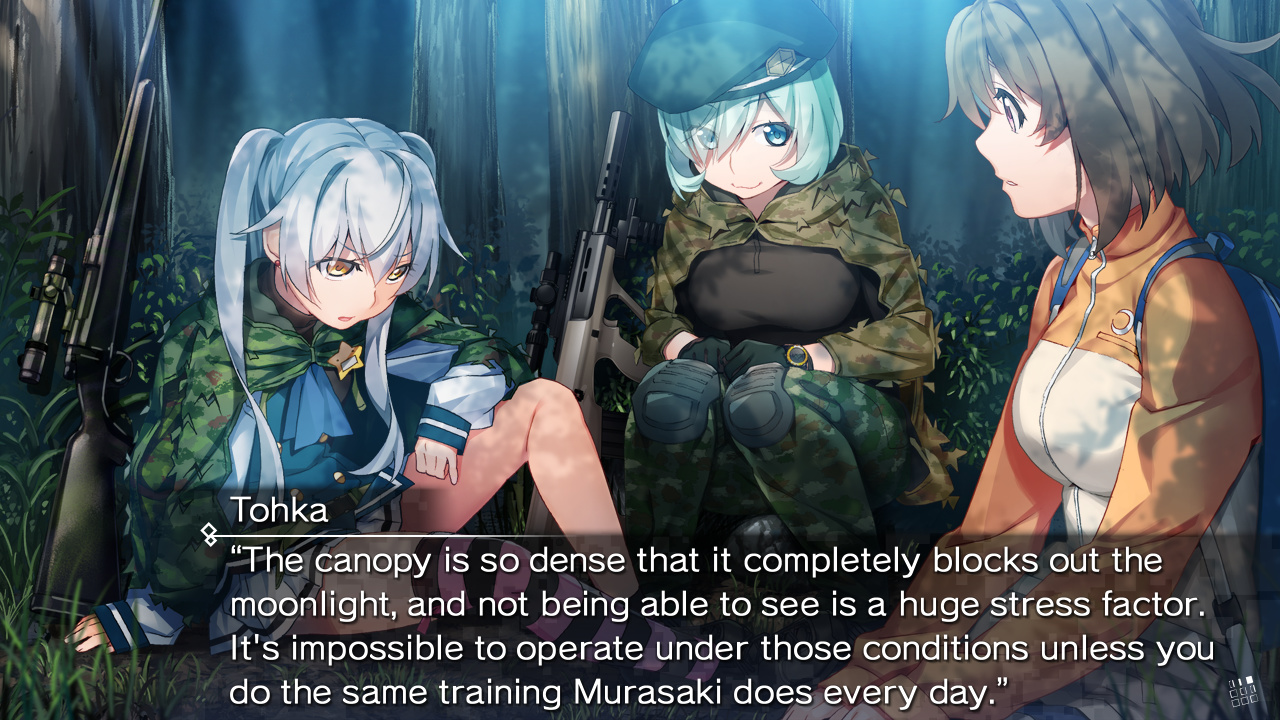 Tohka
“The canopy is so dense that it completely blocks out the
moonlight, and not being able to see is a huge stress factor.
It's impossible to operate under those conditions unless you
do the same training Murasaki does every day.”